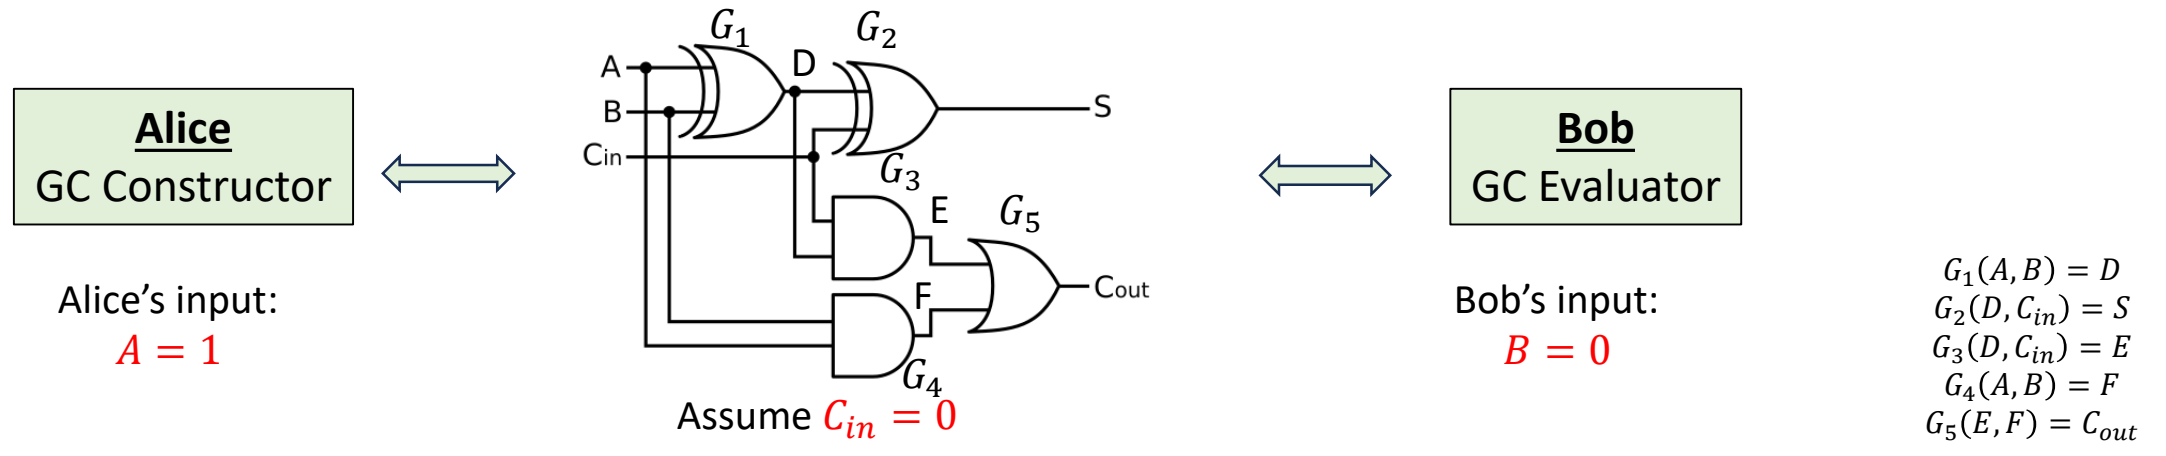 Alice
GC Constructor
Alice’s input:
A = 1
G₁
G₂
A
D
B
S
Cin
G₃
E
G₅
F
Cout
G₄
Assume Cᵢₙ = 0
Bob
GC Evaluator
Bob’s input:
B = 0
G₁(A, B) = D
G₂(D, Cᵢₙ) = S
G₃(D, Cᵢₙ) = E
G₄(A, B) = F
G₅(E, F) = Cₒᵤₜ